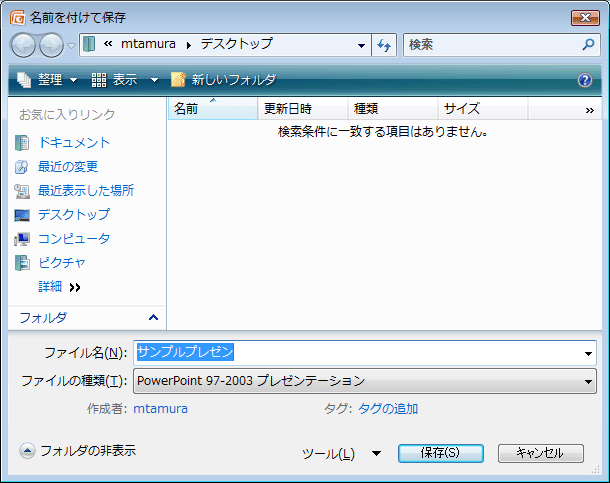 名前を付けて保存
« mtamura ▸ デスクトップ
検索
整理 表示 新しいフォルダ
お気に入りリンク
名前 更新日時 種類 サイズ »
検索条件に一致する項目はありません。
ドキュメント
最近の変更
最近表示した場所
デスクトップ
コンピュータ
ピクチャ
詳細 »
フォルダ
ファイル名(N): サンプルプレゼン
ファイルの種類(T): PowerPoint 97-2003 プレゼンテーション
作成者: mtamura タグ: タグの追加
フォルダの非表示 ツール(L) 保存(S) キャンセル